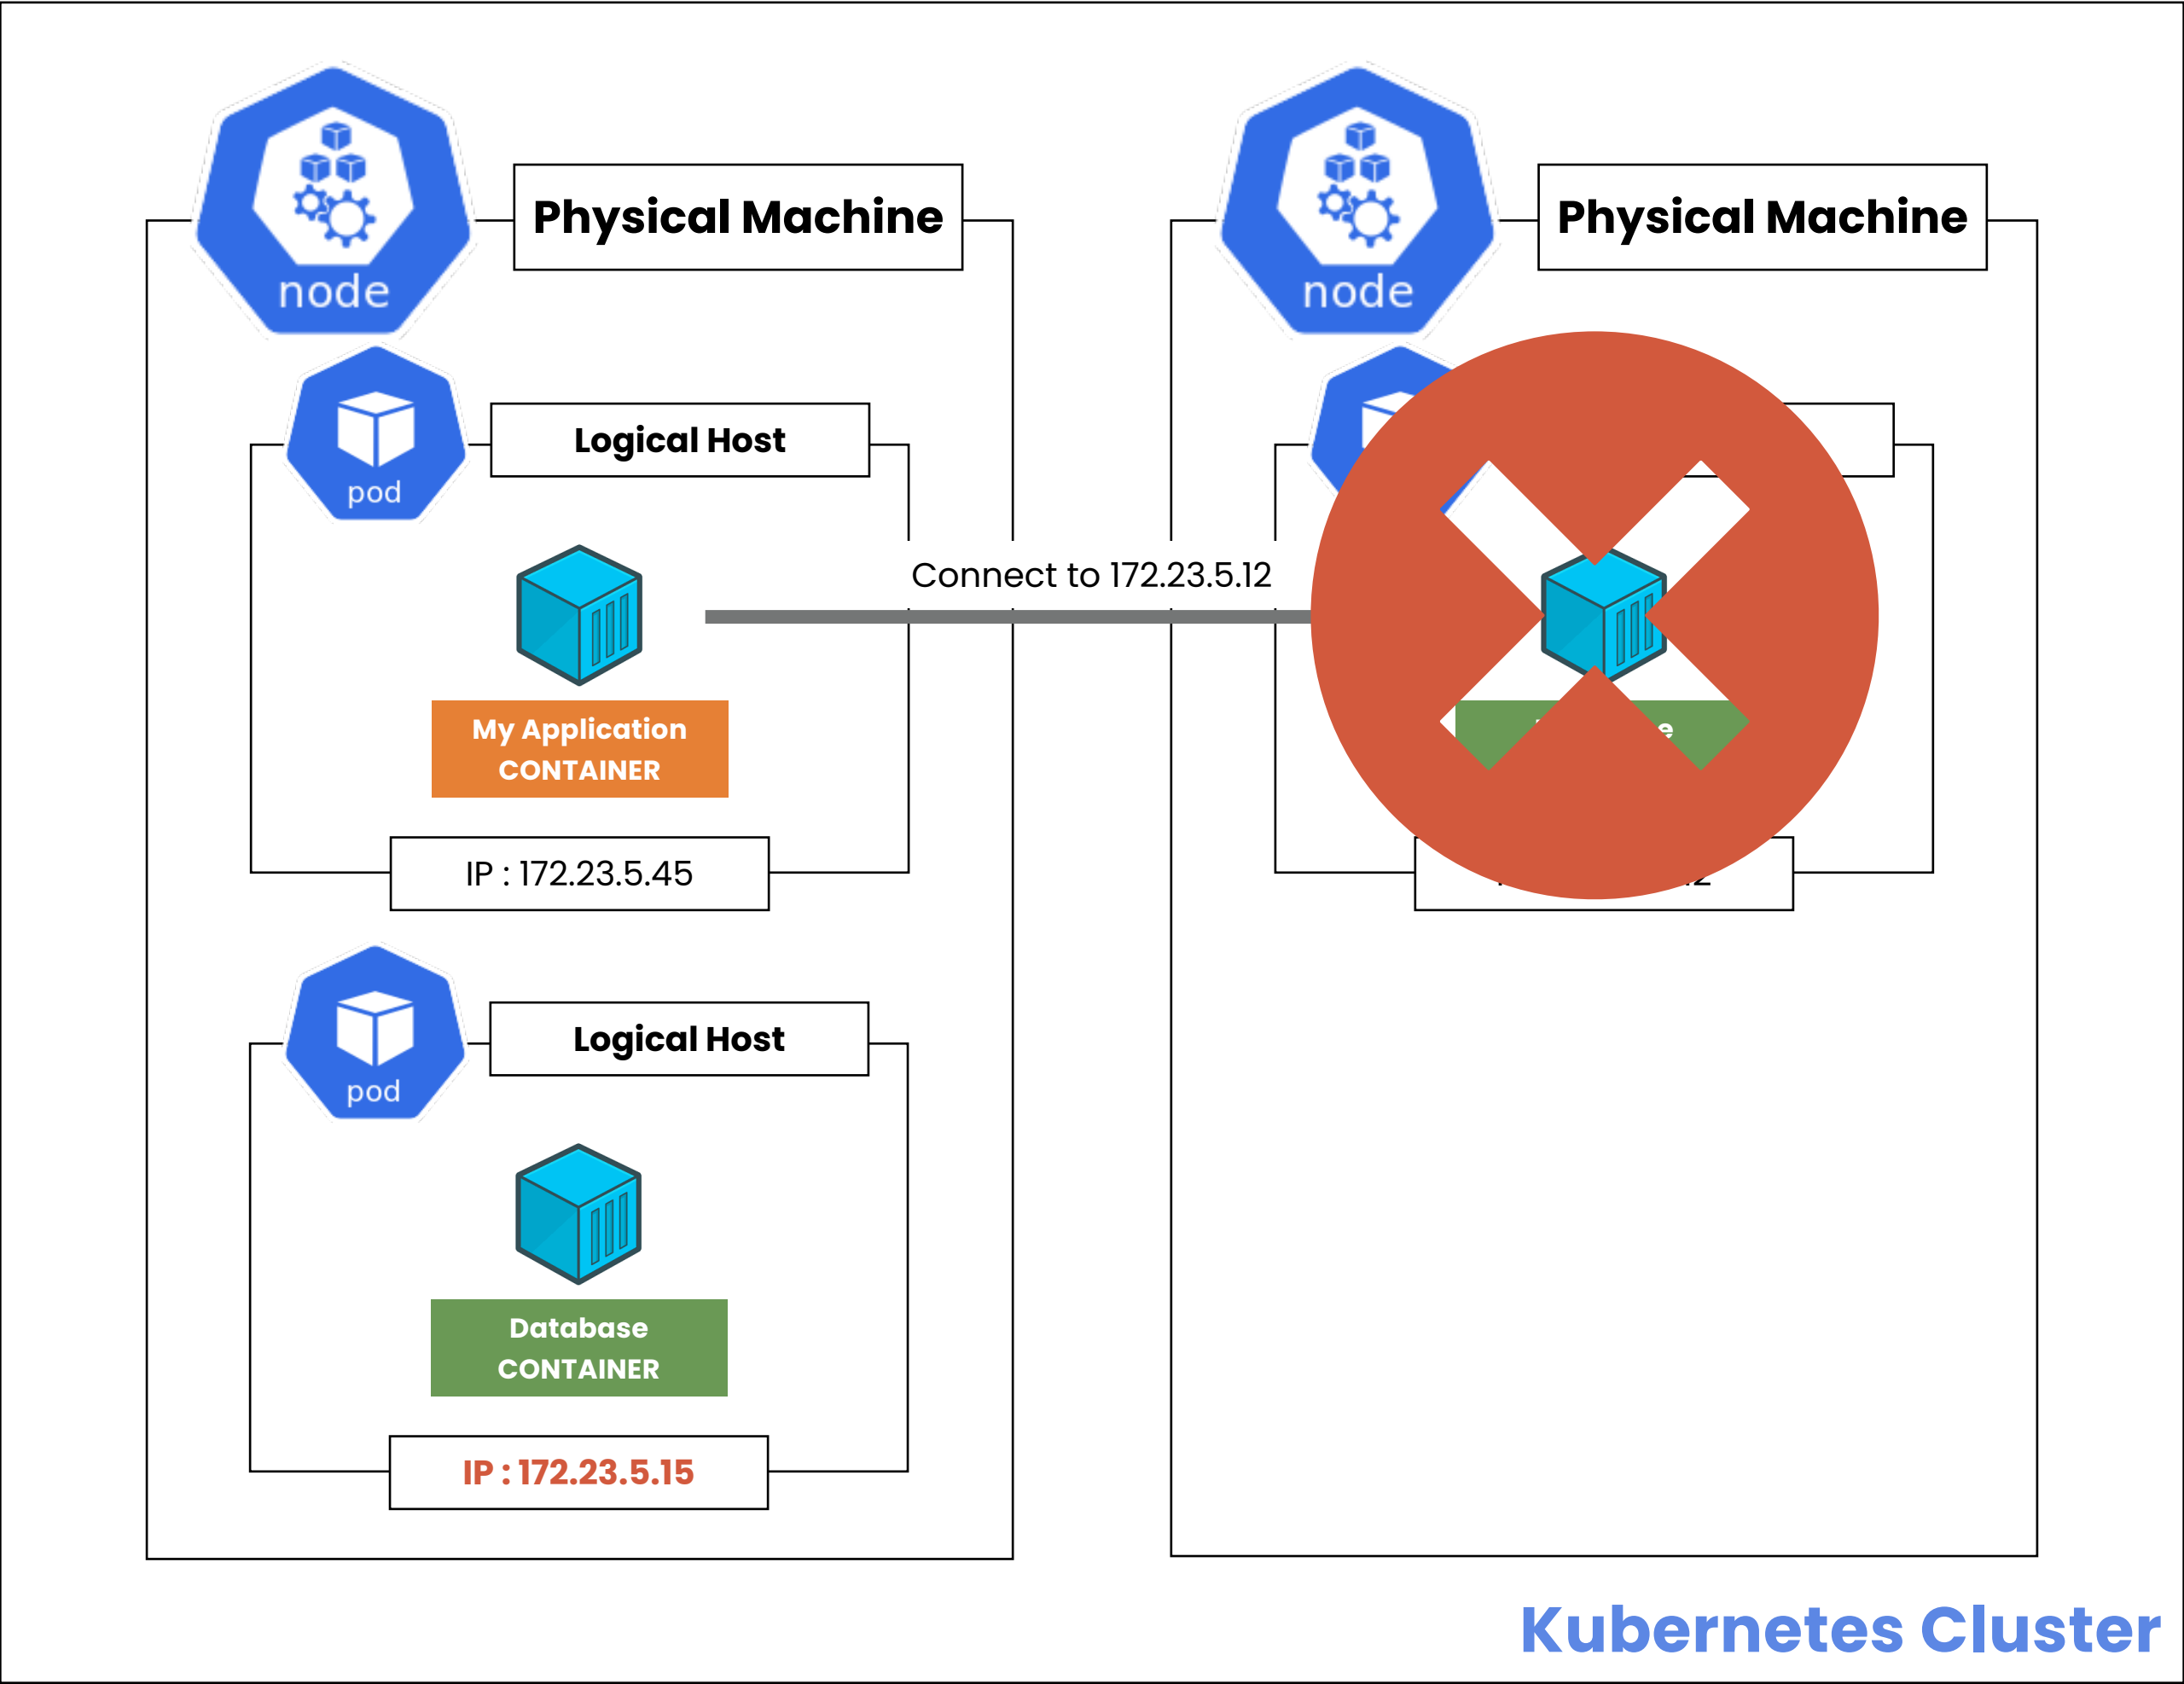 Physical Machine
node
Logical Host
pod
My Application
CONTAINER
IP : 172.23.5.45
Logical Host
pod
Database
CONTAINER
IP : 172.23.5.15
Connect to 172.23.5.12
Physical Machine
node
Kubernetes Cluster